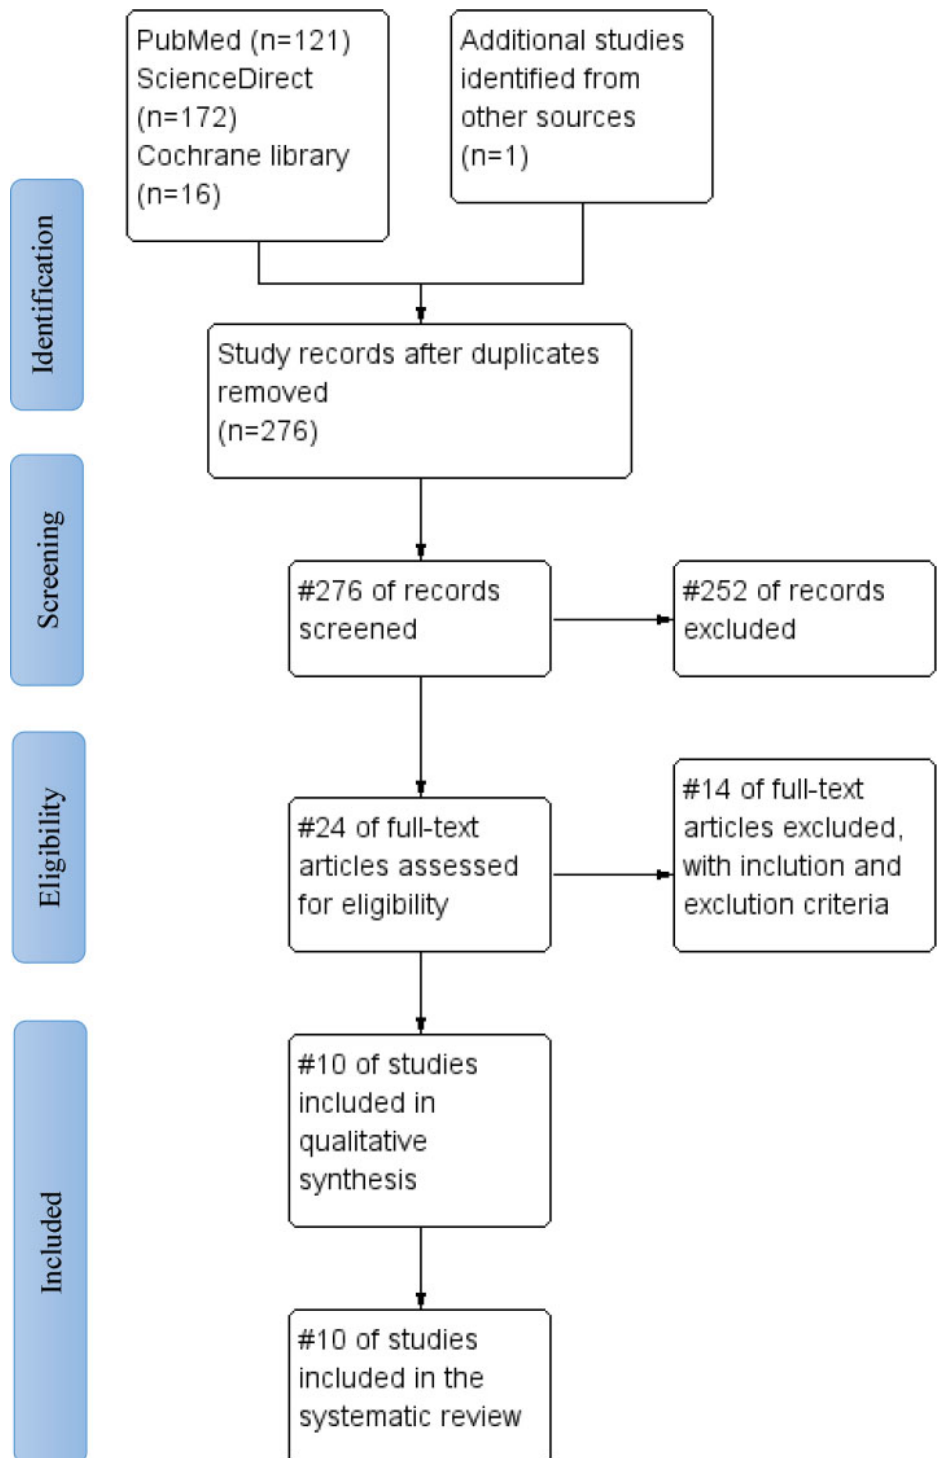 PubMed (n=121)
ScienceDirect
(n=172)
Cochrane library
(n=16)
Additional studies
identified from
other sources
(n=1)
Identification
Study records after duplicates
removed
(n=276)
Screening
#276 of records
screened
#252 of records
excluded
Eligibility
#24 of full-text
articles assessed
for eligibility
#14 of full-text
articles excluded,
with inclution and
exclution criteria
Included
#10 of studies
included in
qualitative
synthesis
#10 of studies
included in the
systematic review